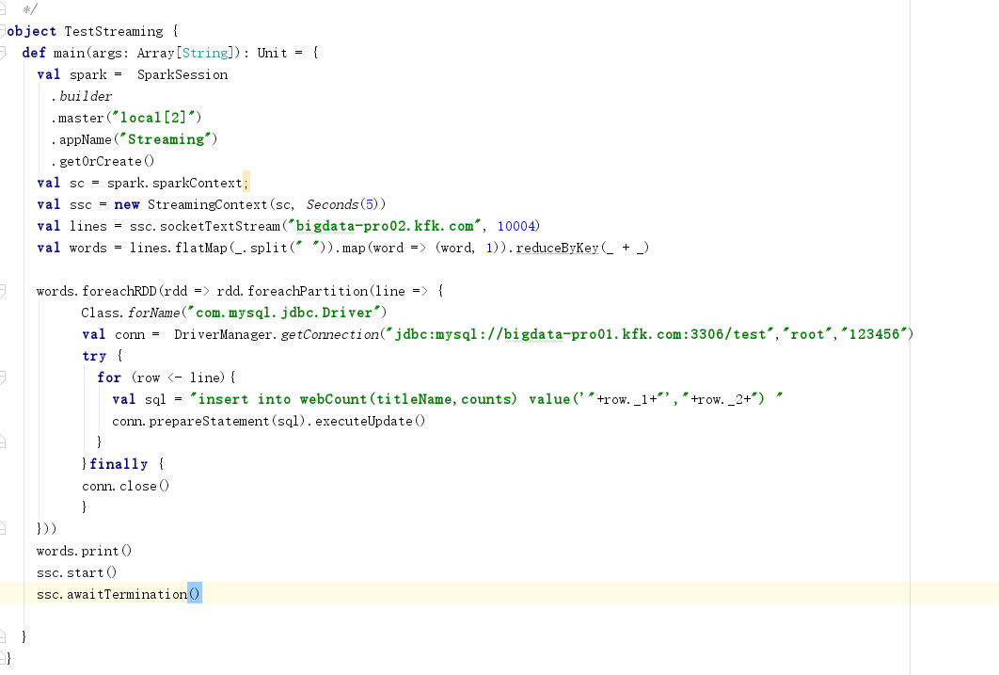 */
object TestStreaming {
  def main(args: Array[String]): Unit = {
    val spark =  SparkSession
      .builder
      .master("local[2]")
      .appName("Streaming")
      .getOrCreate()
    val sc = spark.sparkContext;
    val ssc = new StreamingContext(sc, Seconds(5))
    val lines = ssc.socketTextStream("bigdata-pro02.kfk.com", 10004)
    val words = lines.flatMap(_.split(" ")).map(word => (word, 1)).reduceByKey(_ + _)
    words.foreachRDD(rdd => rdd.foreachPartition(line => {
          Class.forName("com.mysql.jdbc.Driver")
          val conn =  DriverManager.getConnection("jdbc:mysql://bigdata-pro01.kfk.com:3306/test","root","123456")
          try {
            for (row <- line){
              val sql = "insert into webCount(titleName,counts) value('"+row._1+"',"+row._2+") "
              conn.prepareStatement(sql).executeUpdate()
            }
          }finally {
          conn.close()
          }
    }))
    words.print()
    ssc.start()
    ssc.awaitTermination()
  }
}